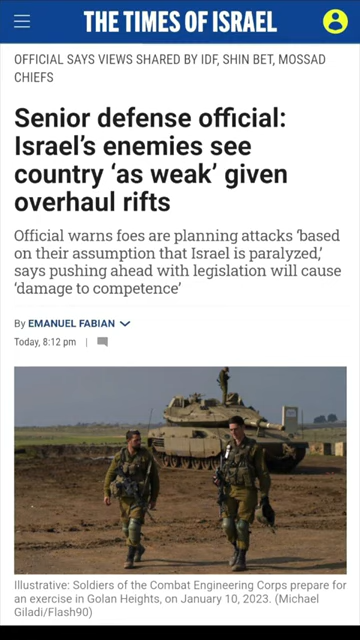 THE TIMES OF ISRAEL
OFFICIAL SAYS VIEWS SHARED BY IDF, SHIN BET, MOSSAD
CHIEFS
Senior defense official:
Israel's enemies see
country 'as weak' given
overhaul rifts
Official warns foes are planning attacks 'based
on their assumption that Israel is paralyzed,'
says pushing ahead with legislation will cause
'damage to competence'
By EMANUEL FABIAN
Today, 8:12 pm |
Illustrative: Soldiers of the Combat Engineering Corps prepare for
an exercise in Golan Heights, on January 10, 2023. (Michael
Giladi/Flash90)